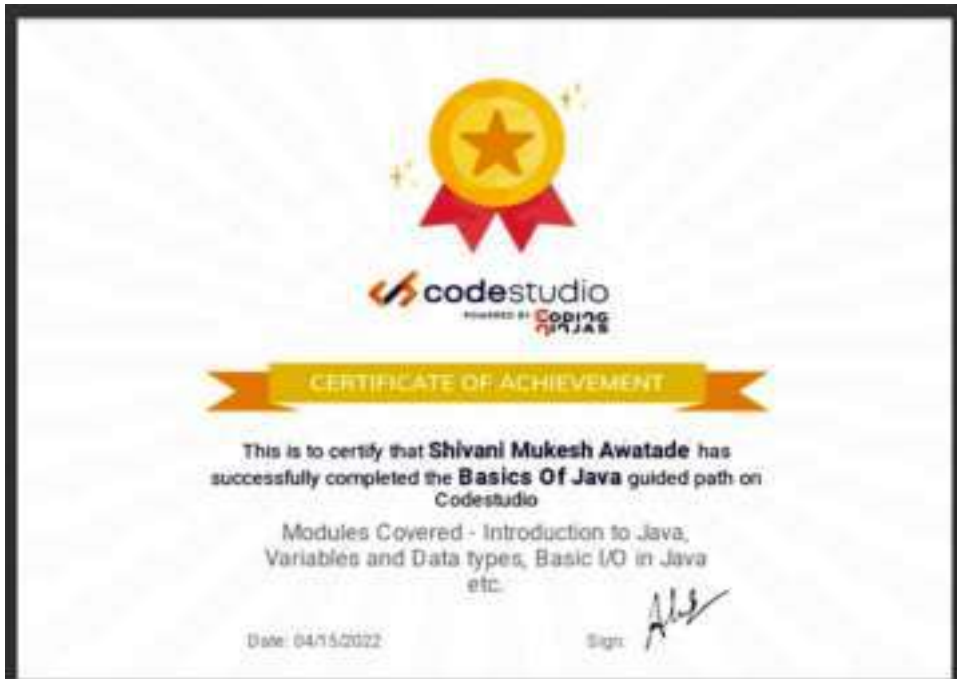 codestudio
POWERED BY CODING
NINJAS
CERTIFICATE OF ACHIEVEMENT
This is to certify that Shivani Mukesh Awatade has
successfully completed the Basics Of Java guided path on
Codestudio
Modules Covered - Introduction to Java,
Variables and Data types, Basic I/O in Java
etc.
Date: 04/15/2022 Sign: